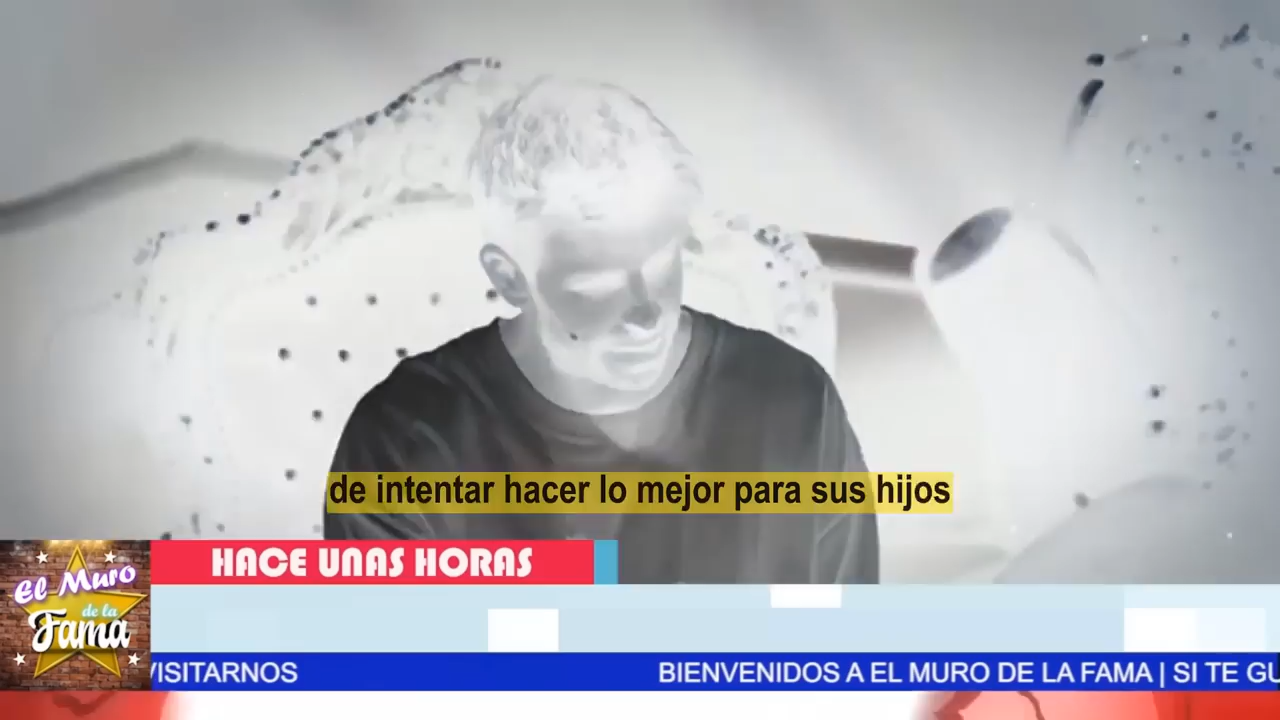 de intentar hacer lo mejor para sus hijos
HACE UNAS HORAS
El Muro
de la
Fama
VISITARNOS
BIENVENIDOS A EL MURO DE LA FAMA | SI TE GU